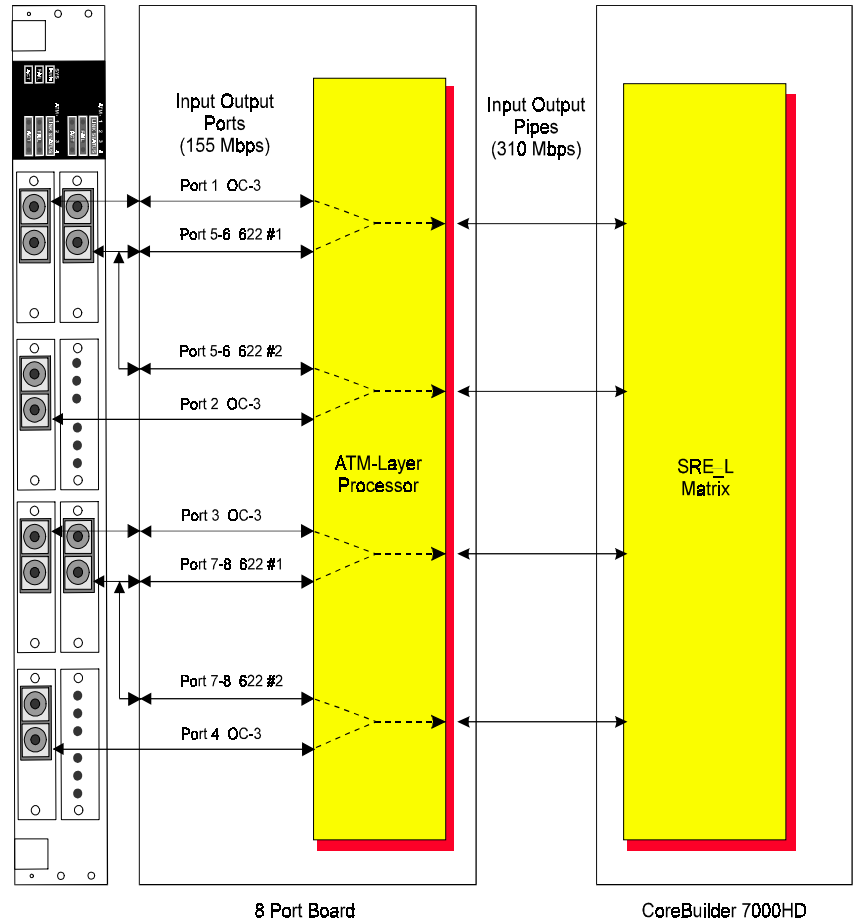 Input Output
Ports
(155 Mbps)
Input Output
Pipes
(310 Mbps)
Port 1 OC-3
Port 5-6 622 #1
Port 5-6 622 #2
Port 2 OC-3
ATM-Layer
Processor
SRE_L
Matrix
Port 3 OC-3
Port 7-8 622 #1
Port 7-8 622 #2
Port 4 OC-3
8 Port Board
CoreBuilder 7000HD